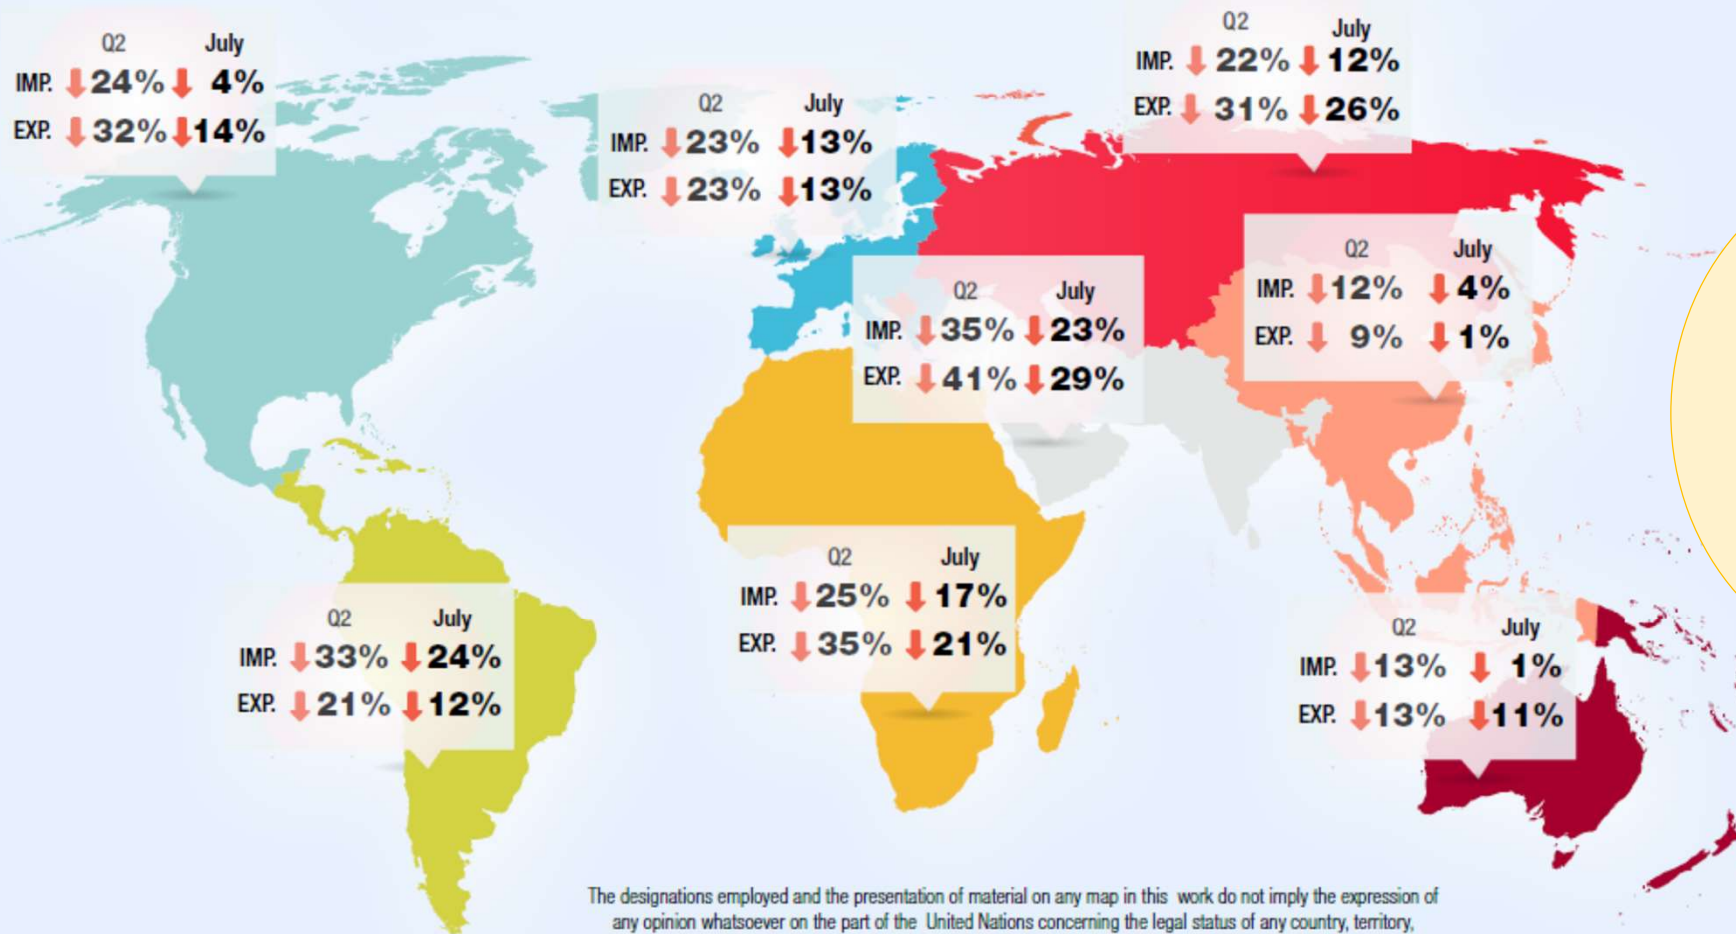 Q2 July
IMP. 24% 4%
EXP. 32% 14%
Q2 July
IMP. 23% 13%
EXP. 23% 13%
Q2 July
IMP. 22% 12%
EXP. 31% 26%
Q2 July
IMP. 35% 23%
EXP. 41% 29%
Q2 July
IMP. 12% 4%
EXP. 9% 1%
Q2 July
IMP. 33% 24%
EXP. 21% 12%
Q2 July
IMP. 25% 17%
EXP. 35% 21%
Q2 July
IMP. 13% 1%
EXP. 13% 11%
The designations employed and the presentation of material on any map in this work do not imply the expression of
any opinion whatsoever on the part of the United Nations concerning the legal status of any country, territory,